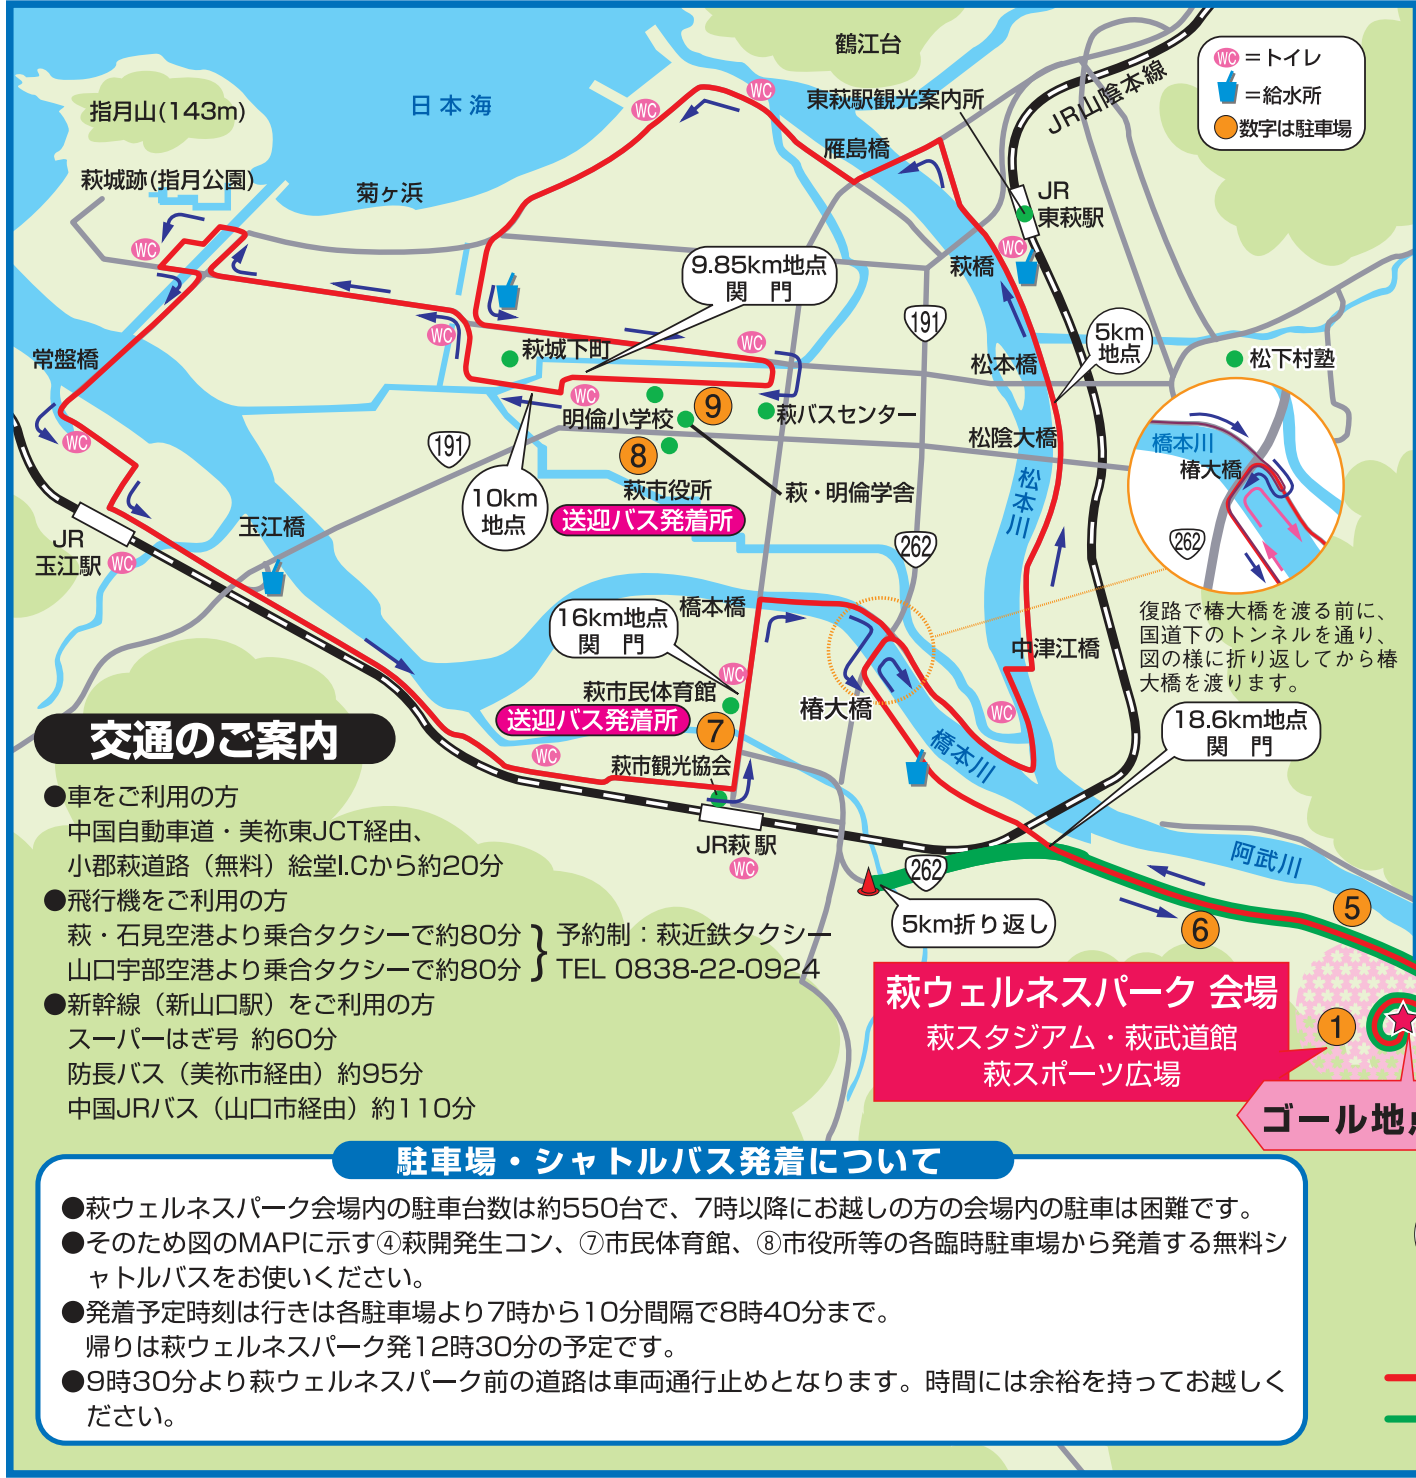 鶴江台
WC =トイレ
=給水所
数字は駐車場
指月山(143m)
日本海
東萩駅観光案内所
JR山陰本線
WC
WC
雁島橋
萩城跡(指月公園)
菊ヶ浜
JR
東萩駅
WC
WC
9.85km地点
関　門
萩橋
191
5km
地点
WC
WC
常盤橋
萩城下町
松本橋
松下村塾
WC
9
明倫小学校
萩バスセンター
松陰大橋
橋本川
椿大橋
262
WC
191
8
10km
地点
萩市役所
萩・明倫学舎
送迎バス発着所
松本川
玉江橋
JR
玉江駅
WC
262
16km地点
関　門
橋本橋
復路で椿大橋を渡る前に、
国道下のトンネルを通り、
図の様に折り返してから椿
大橋を渡ります。
中津江橋
WC
萩市民体育館
送迎バス発着所
7
椿大橋
WC
18.6km地点
関　門
橋本川
WC
萩市観光協会
JR萩駅
WC
阿武川
262
5km折り返し
6
5
交通のご案内
●車をご利用の方
中国自動車道・美祢東JCT経由、
小郡萩道路（無料）絵堂I.Cから約20分
●飛行機をご利用の方
萩・石見空港より乗合タクシーで約80分
山口宇部空港より乗合タクシーで約80分
予約制：萩近鉄タクシー
TEL 0838-22-0924
●新幹線（新山口駅）をご利用の方
スーパーはぎ号 約60分
防長バス（美祢市経由）約95分
中国JRバス（山口市経由）約110分
萩ウェルネスパーク 会場
萩スタジアム・萩武道館
萩スポーツ広場
1
ゴール地点
駐車場・シャトルバス発着について
●萩ウェルネスパーク会場内の駐車台数は約550台で、7時以降にお越しの方の会場内の駐車は困難です。
●そのため図のMAPに示す④萩開発生コン、⑦市民体育館、⑧市役所等の各臨時駐車場から発着する無料シ
ャトルバスをお使いください。
●発着予定時刻は行きは各駐車場より7時から10分間隔で8時40分まで。
帰りは萩ウェルネスパーク発12時30分の予定です。
●9時30分より萩ウェルネスパーク前の道路は車両通行止めとなります。時間には余裕を持ってお越しく
ださい。